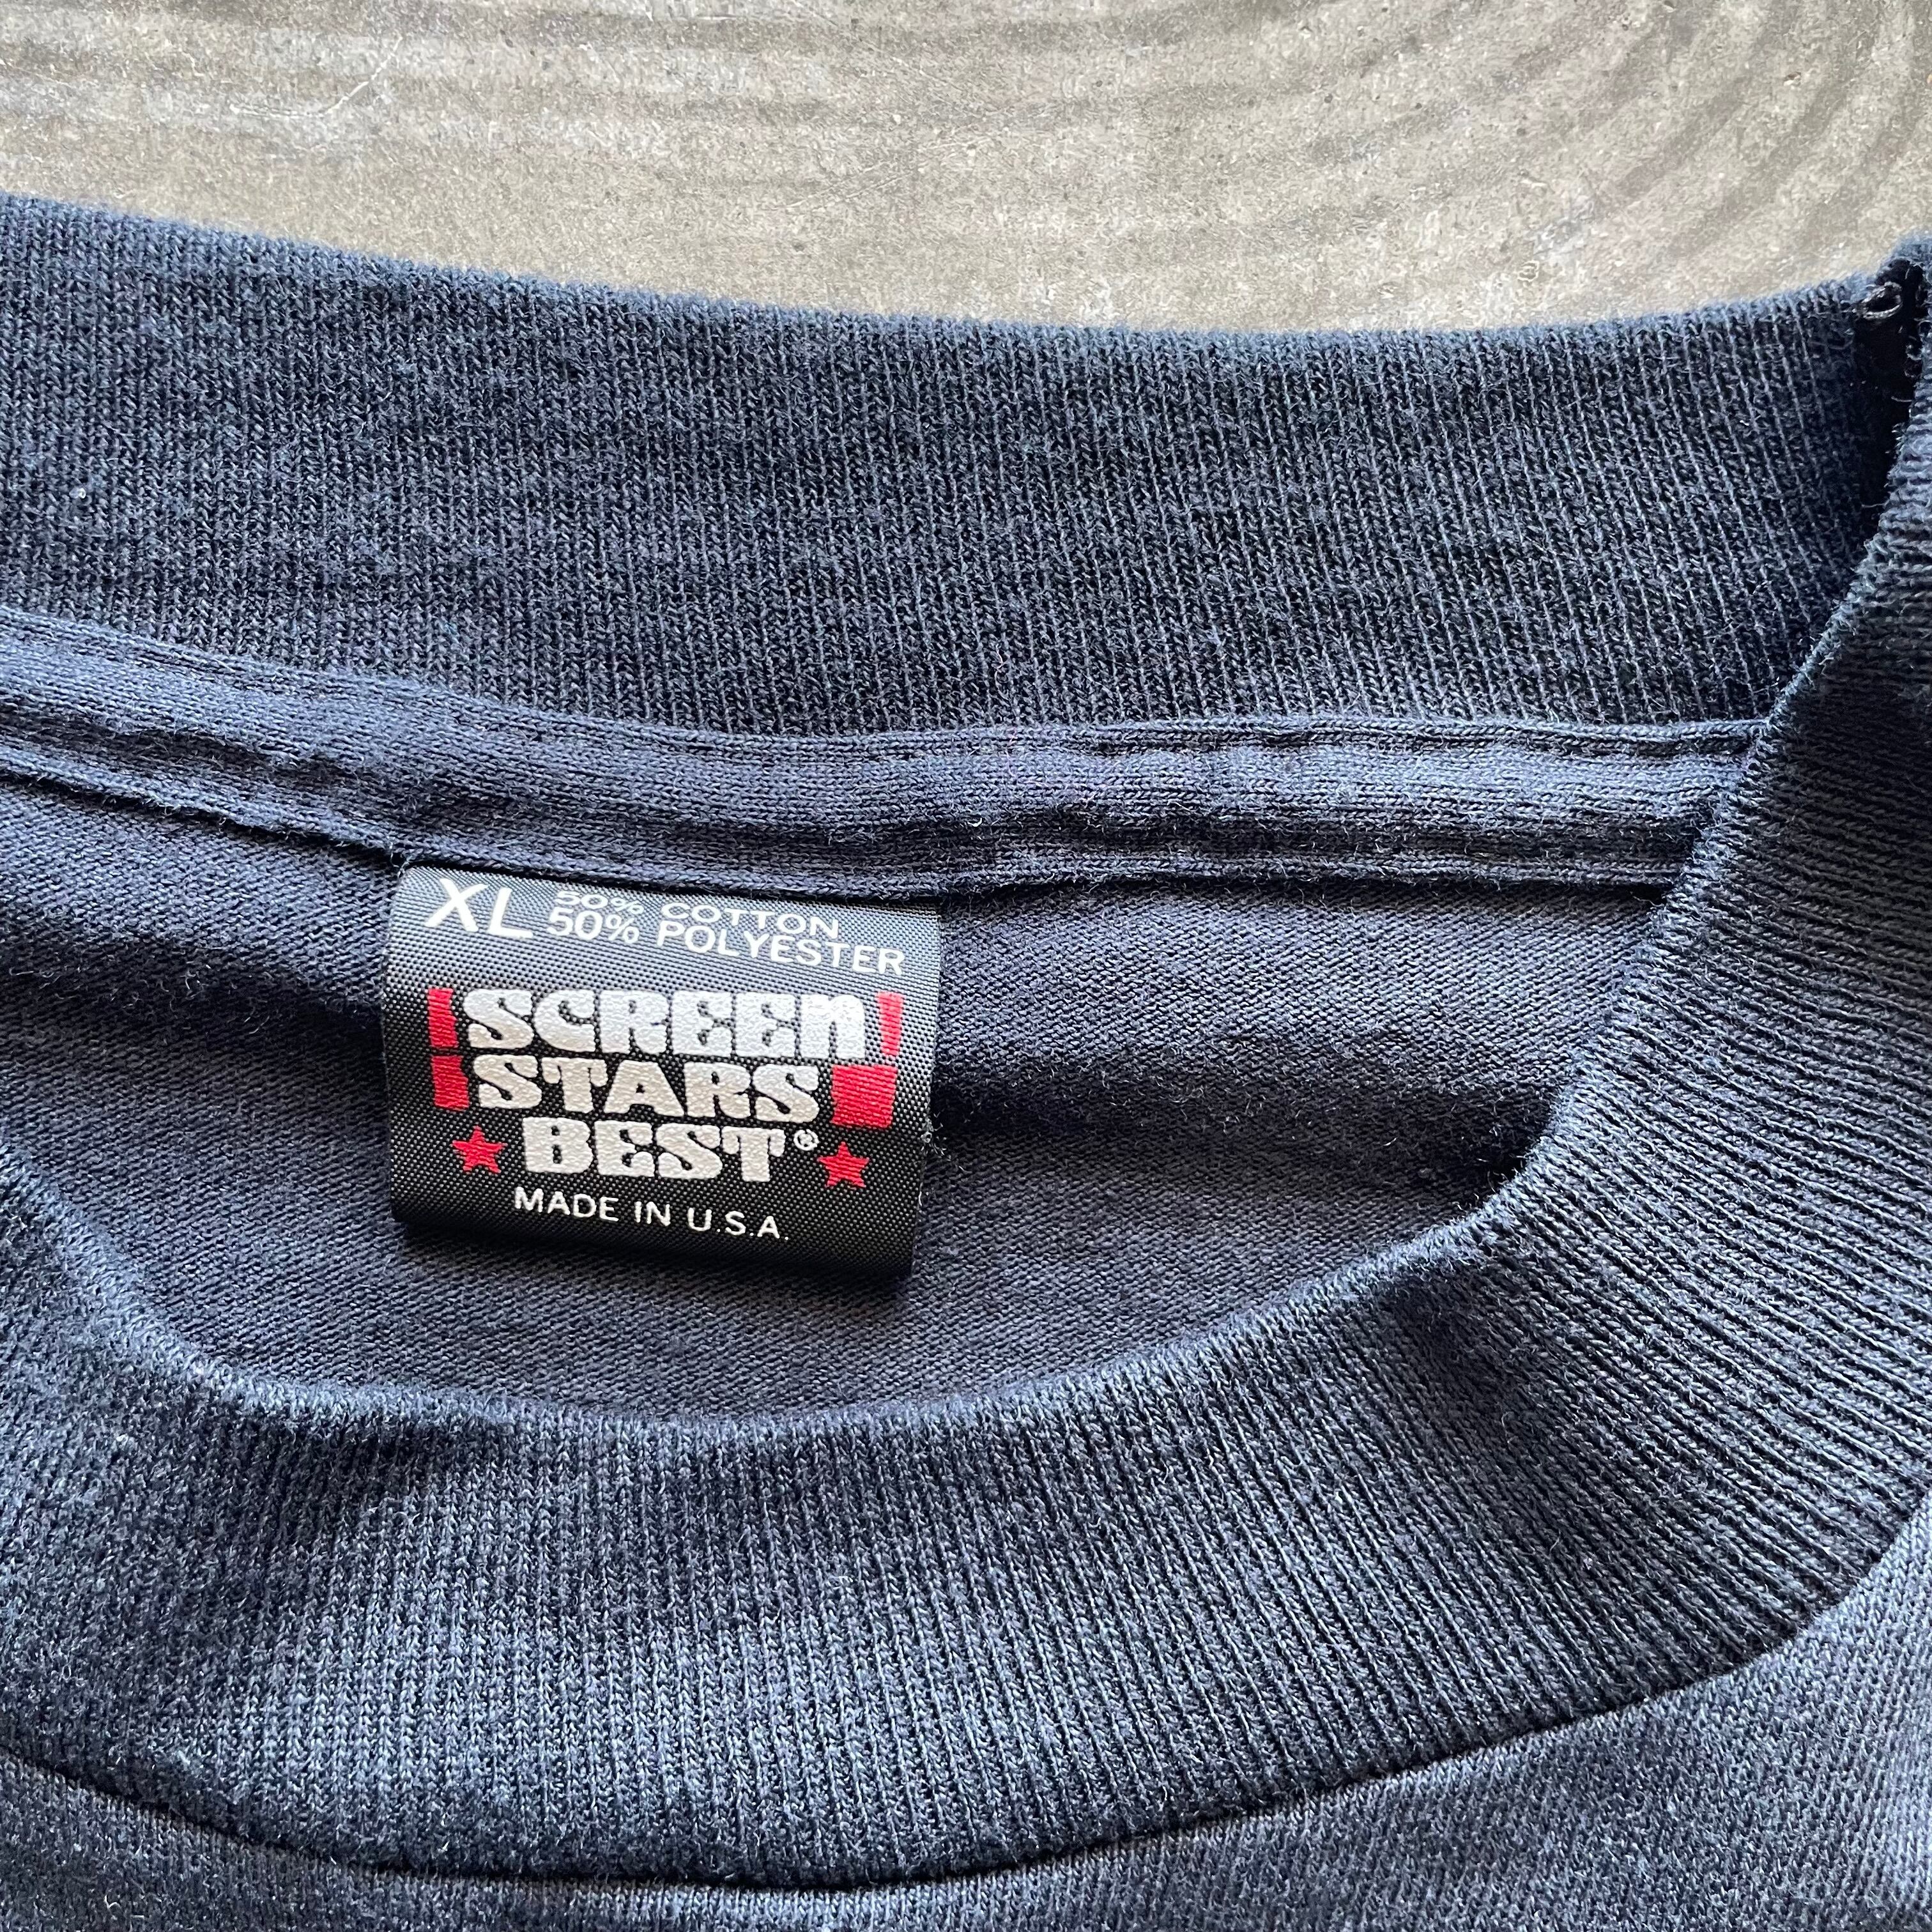 XL 50% COTTON
50% POLYESTER
SCREEN
STARS
BEST®
MADE IN U.S.A.